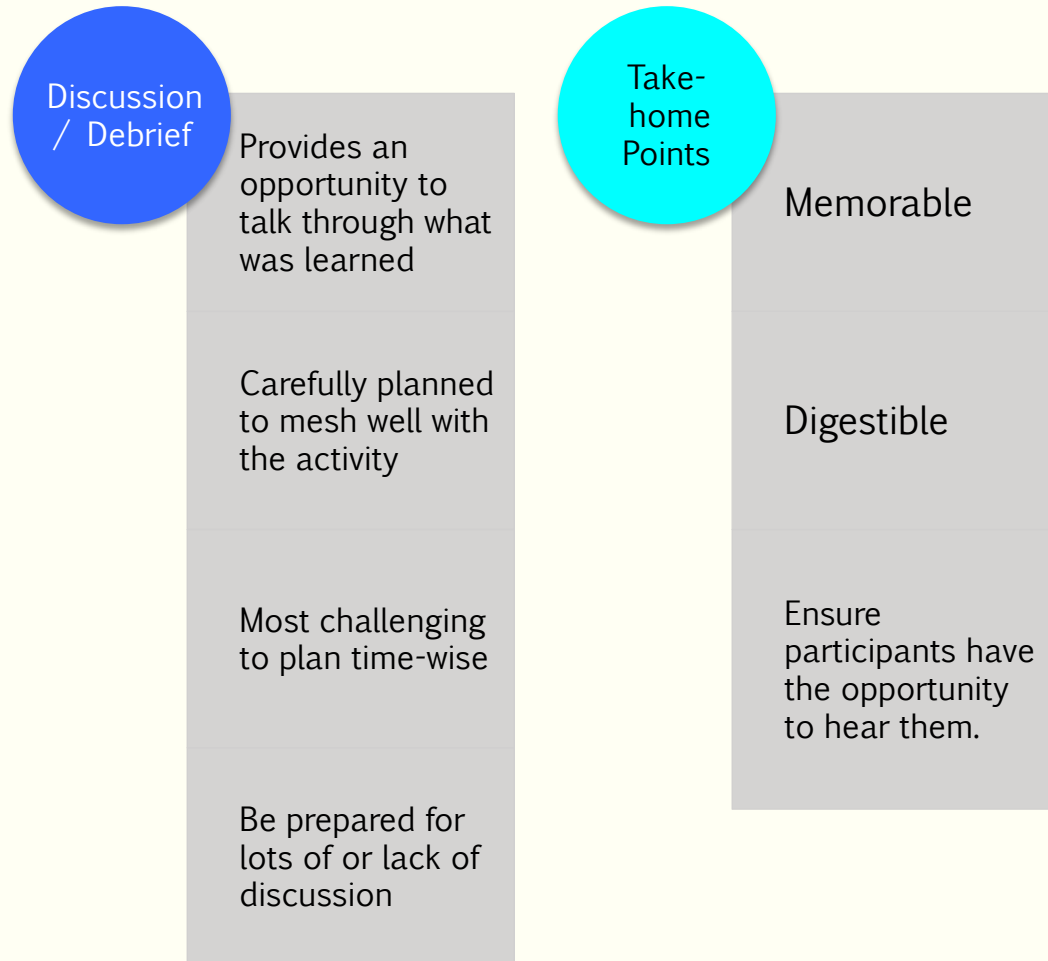 Discussion
/ Debrief
Provides an
opportunity to
talk through what
was learned
Carefully planned
to mesh well with
the activity
Most challenging
to plan time-wise
Be prepared for
lots of or lack of
discussion
Take-
home
Points
Memorable
Digestible
Ensure
participants have
the opportunity
to hear them.